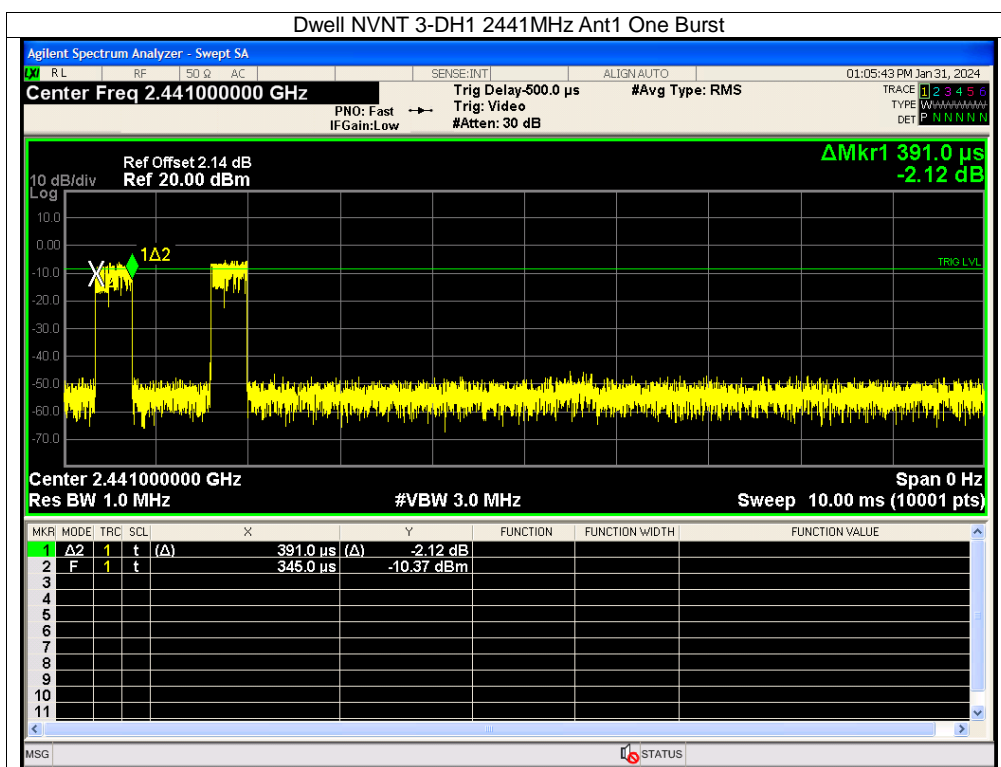 Dwell NVNT 3-DH1 2441MHz Ant1 One Burst
Agilent Spectrum Analyzer - Swept SA
LXI RL RF 50 Ω AC SENSE:INT ALIGN AUTO 01:05:43 PM Jan 31, 2024
Center Freq 2.441000000 GHz
PNO: Fast
IFGain:Low
Trig Delay-500.0 µs
Trig: Video
#Atten: 30 dB
#Avg Type: RMS
TRACE 1 2 3 4 5 6
TYPE W
DET P N N N N N
ΔMkr1 391.0 µs
-2.12 dB
Ref Offset 2.14 dB
10 dB/div Ref 20.00 dBm
Log
10.0
0.00
-10.0
-20.0
-30.0
-40.0
-50.0
-60.0
-70.0
1Δ2
TRIG LVL
Center 2.441000000 GHz Span 0 Hz
Res BW 1.0 MHz #VBW 3.0 MHz Sweep 10.00 ms (10001 pts)
MKR MODE TRC SCL X Y FUNCTION FUNCTION WIDTH FUNCTION VALUE
1 Δ2 1 t (Δ) 391.0 µs (Δ) -2.12 dB
2 F 1 t 345.0 µs -10.37 dBm
3
4
5
6
7
8
9
10
11
MSG STATUS